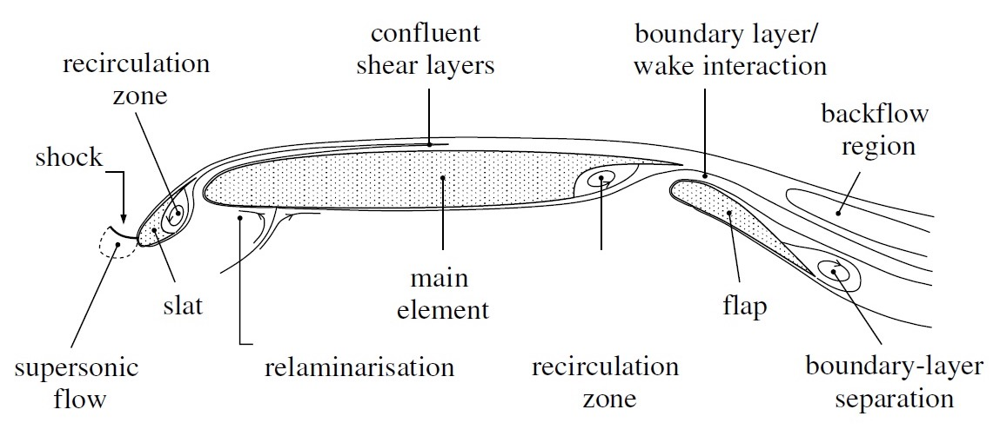 confluent
shear layers
boundary layer/
wake interaction
recirculation
zone
backflow
region
shock
slat
main
element
flap
supersonic
flow
relaminarisation
recirculation
zone
boundary-layer
separation